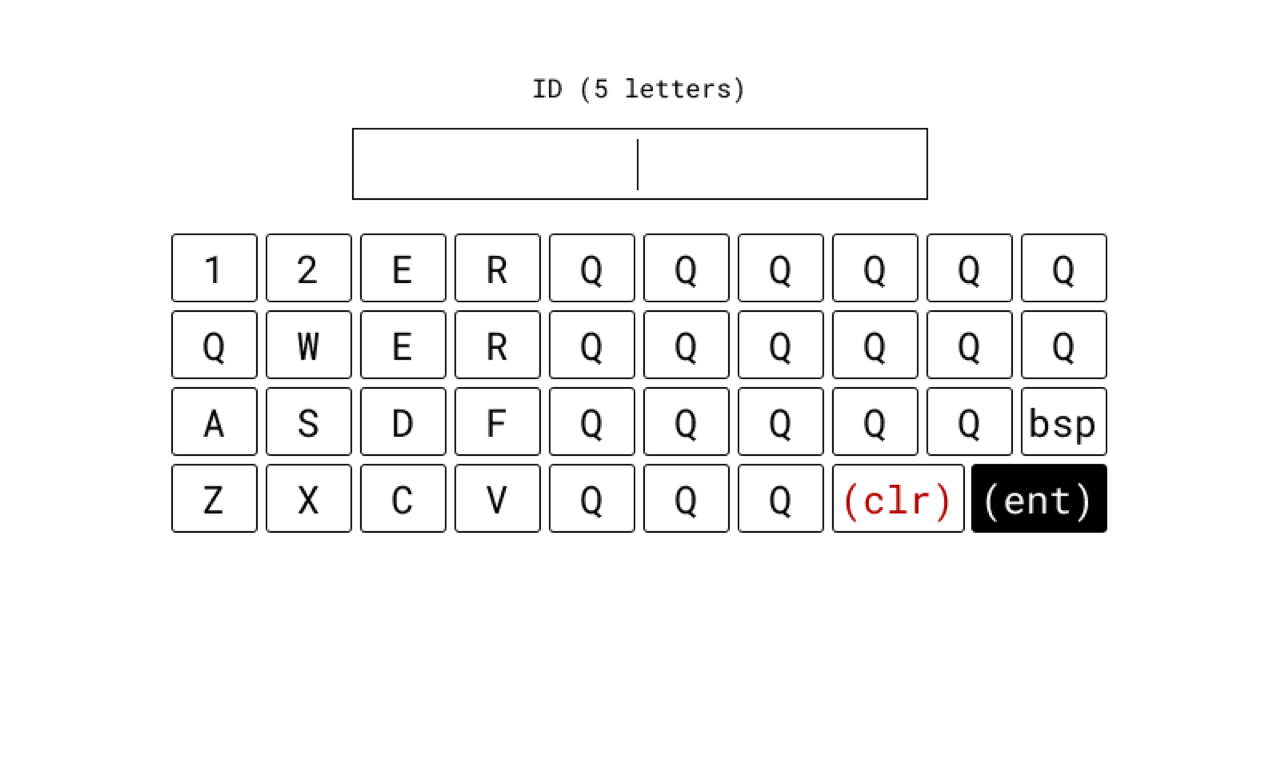 ID (5 letters)
1 2 E R Q Q Q Q Q Q
Q W E R Q Q Q Q Q Q
A S D F Q Q Q Q Q bsp
Z X C V Q Q Q (clr) (ent)